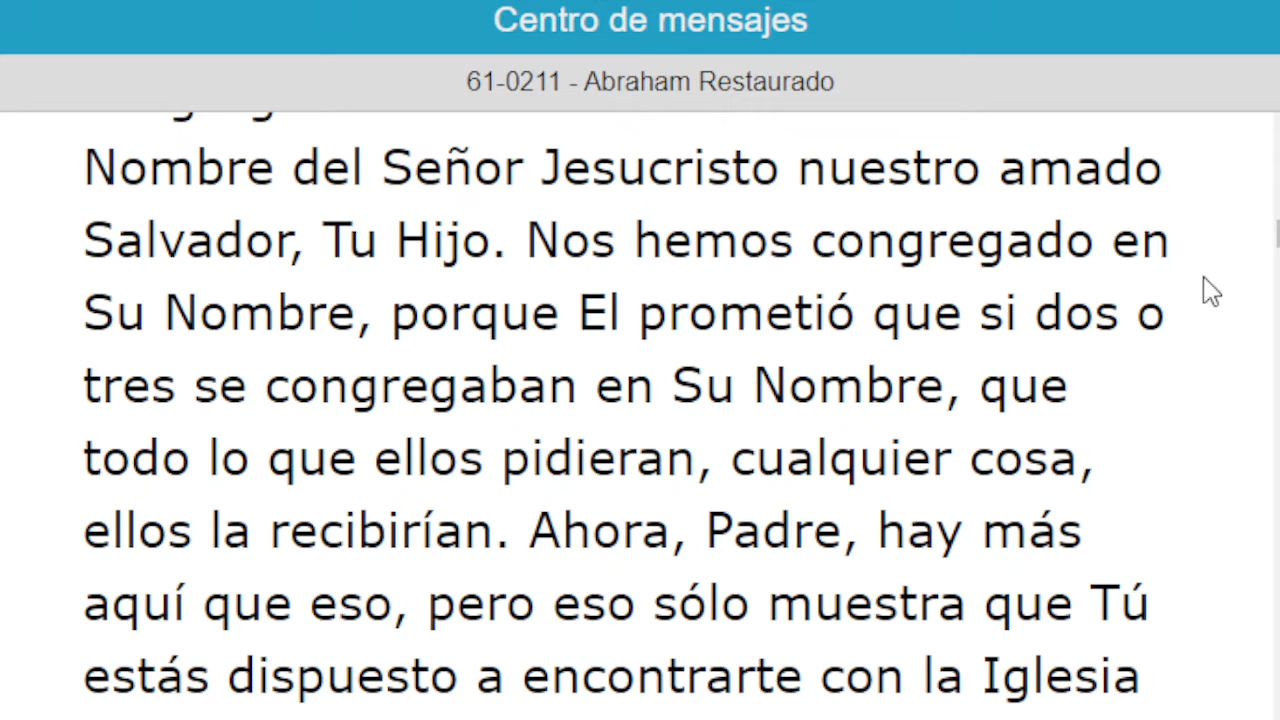 Centro de mensajes
61-0211 - Abraham Restaurado
Nombre del Señor Jesucristo nuestro amado
Salvador, Tu Hijo. Nos hemos congregado en
Su Nombre, porque El prometió que si dos o
tres se congregaban en Su Nombre, que
todo lo que ellos pidieran, cualquier cosa,
ellos la recibirían. Ahora, Padre, hay más
aquí que eso, pero eso sólo muestra que Tú
estás dispuesto a encontrarte con la Iglesia